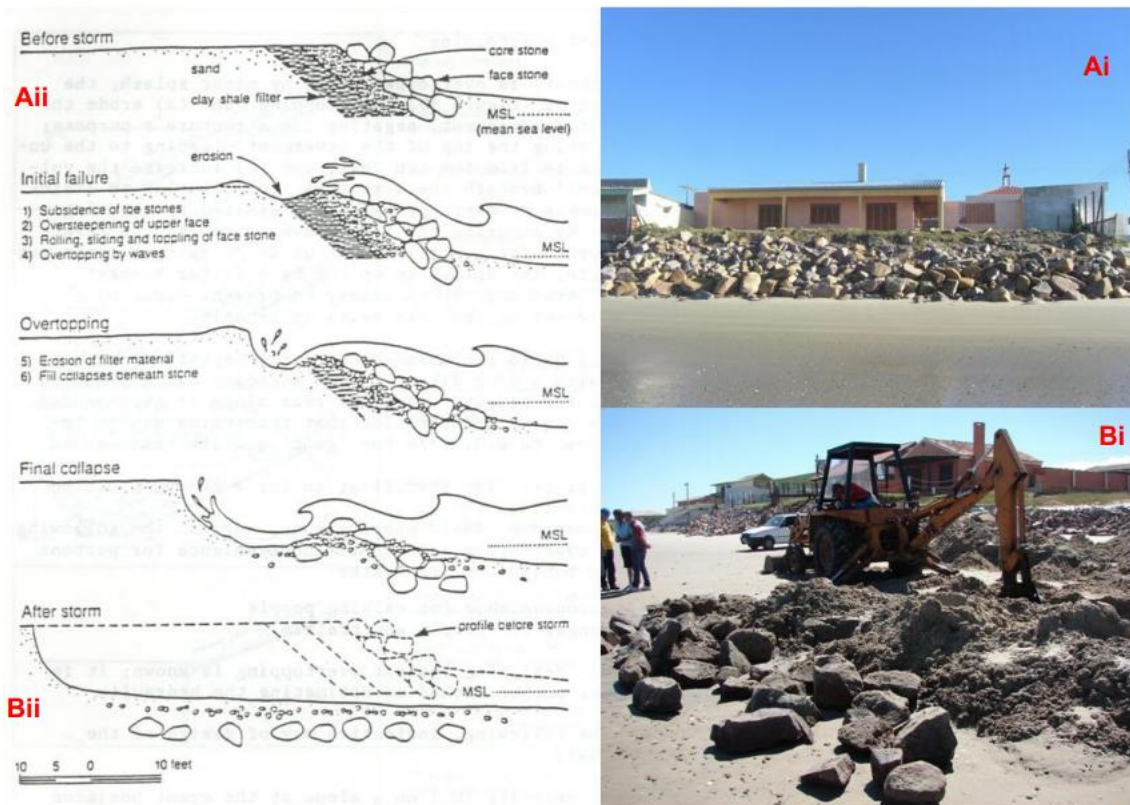 Before storm
core stone
sand
face stone
Aii
clay shale filter
MSL
(mean sea level)
erosion
Initial failure
1) Subsidence of toe stones
2) Oversteepening of upper face
3) Rolling, sliding and toppling of face stone
4) Overtopping by waves
MSL
Overtopping
5) Erosion of filter material
6) Fill collapses beneath stone
MSL
Final collapse
MSL
After storm
profile before storm
MSL
Bii
10 5 0 10 feet
Ai
Bi